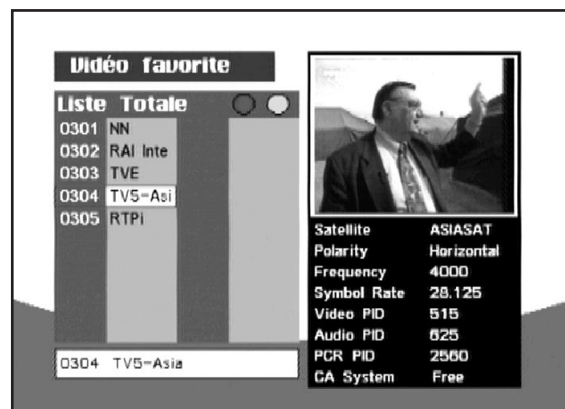 Vidéo favorite
Liste Totale
0301 NN
0302 RAI Inte
0303 TVE
0304 TV5-Asi
0305 RTPi
0304 TV5-Asia
Satellite ASIASAT
Polarity Horizontal
Frequency 4000
Symbol Rate 28.125
Video PID 515
Audio PID 625
PCR PID 2560
CA System Free